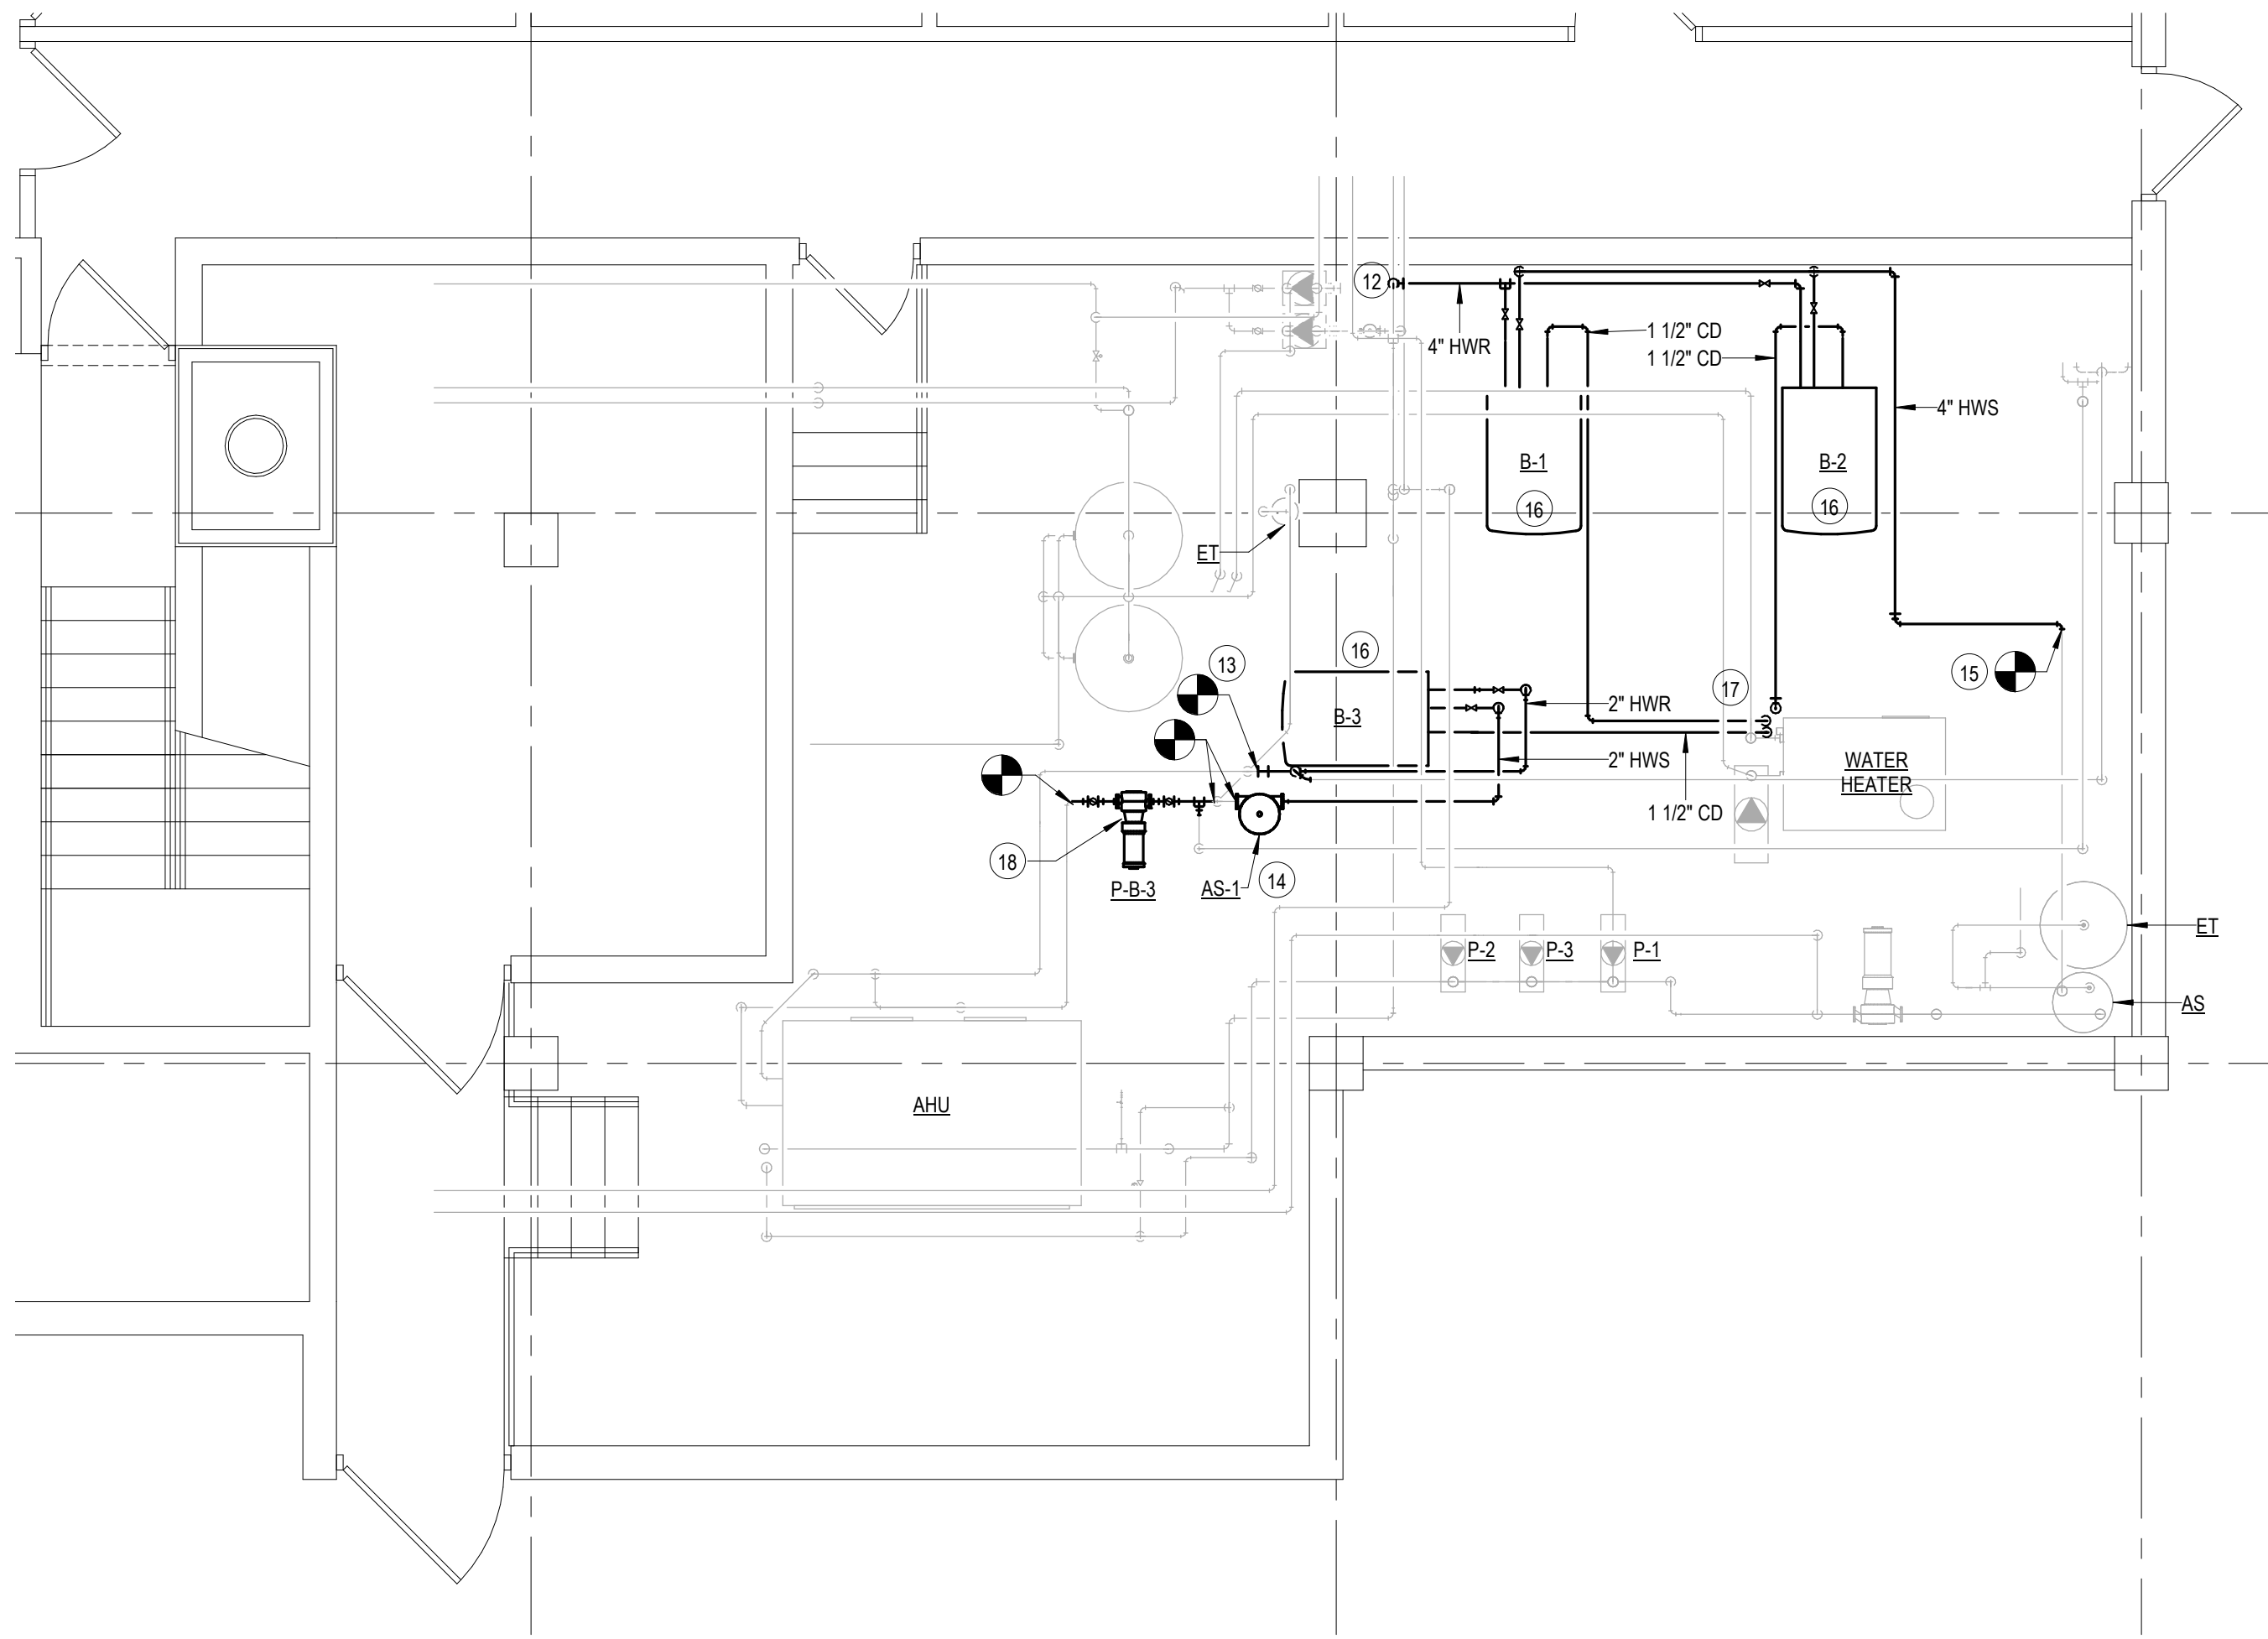 12
4" HWR
1 1/2" CD
1 1/2" CD
4" HWS
B-1
B-2
16
16
ET
16
13
15
17
B-3
2" HWR
2" HWS
WATER
HEATER
1 1/2" CD
18
P-B-3
AS-1
14
P-2
P-3
P-1
ET
AS
AHU